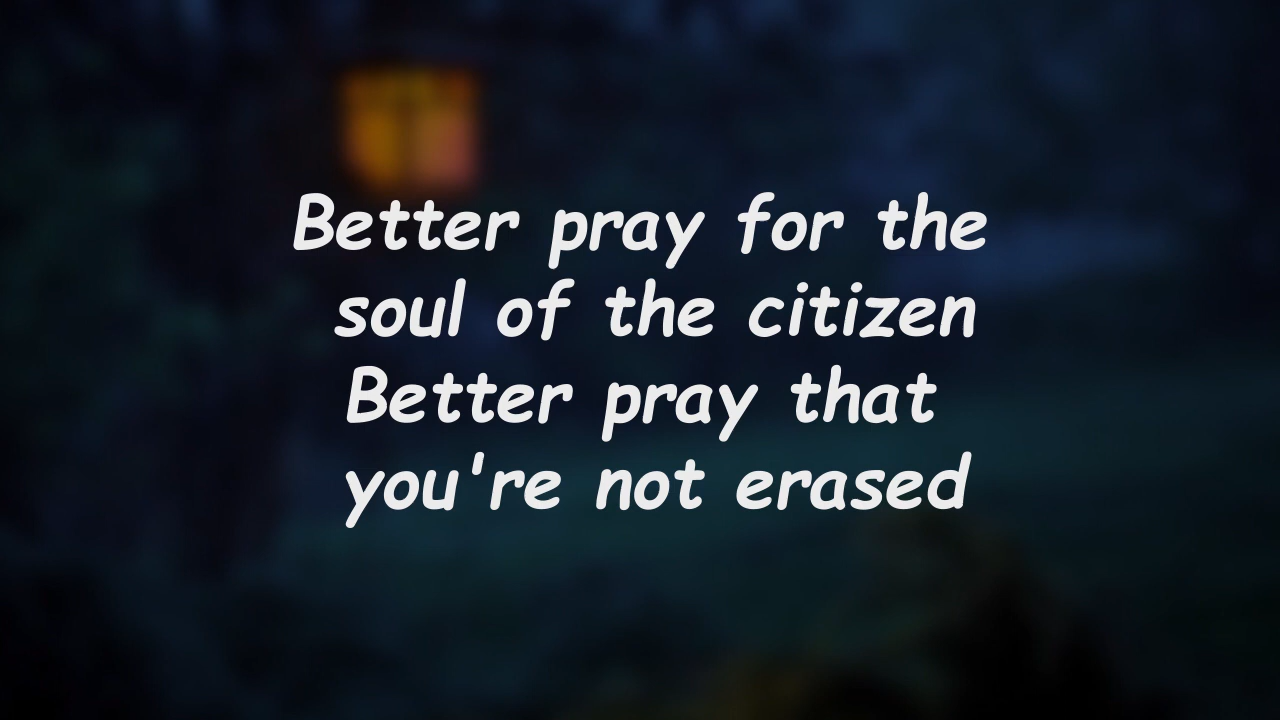 Better pray for the
soul of the citizen
Better pray that
you're not erased